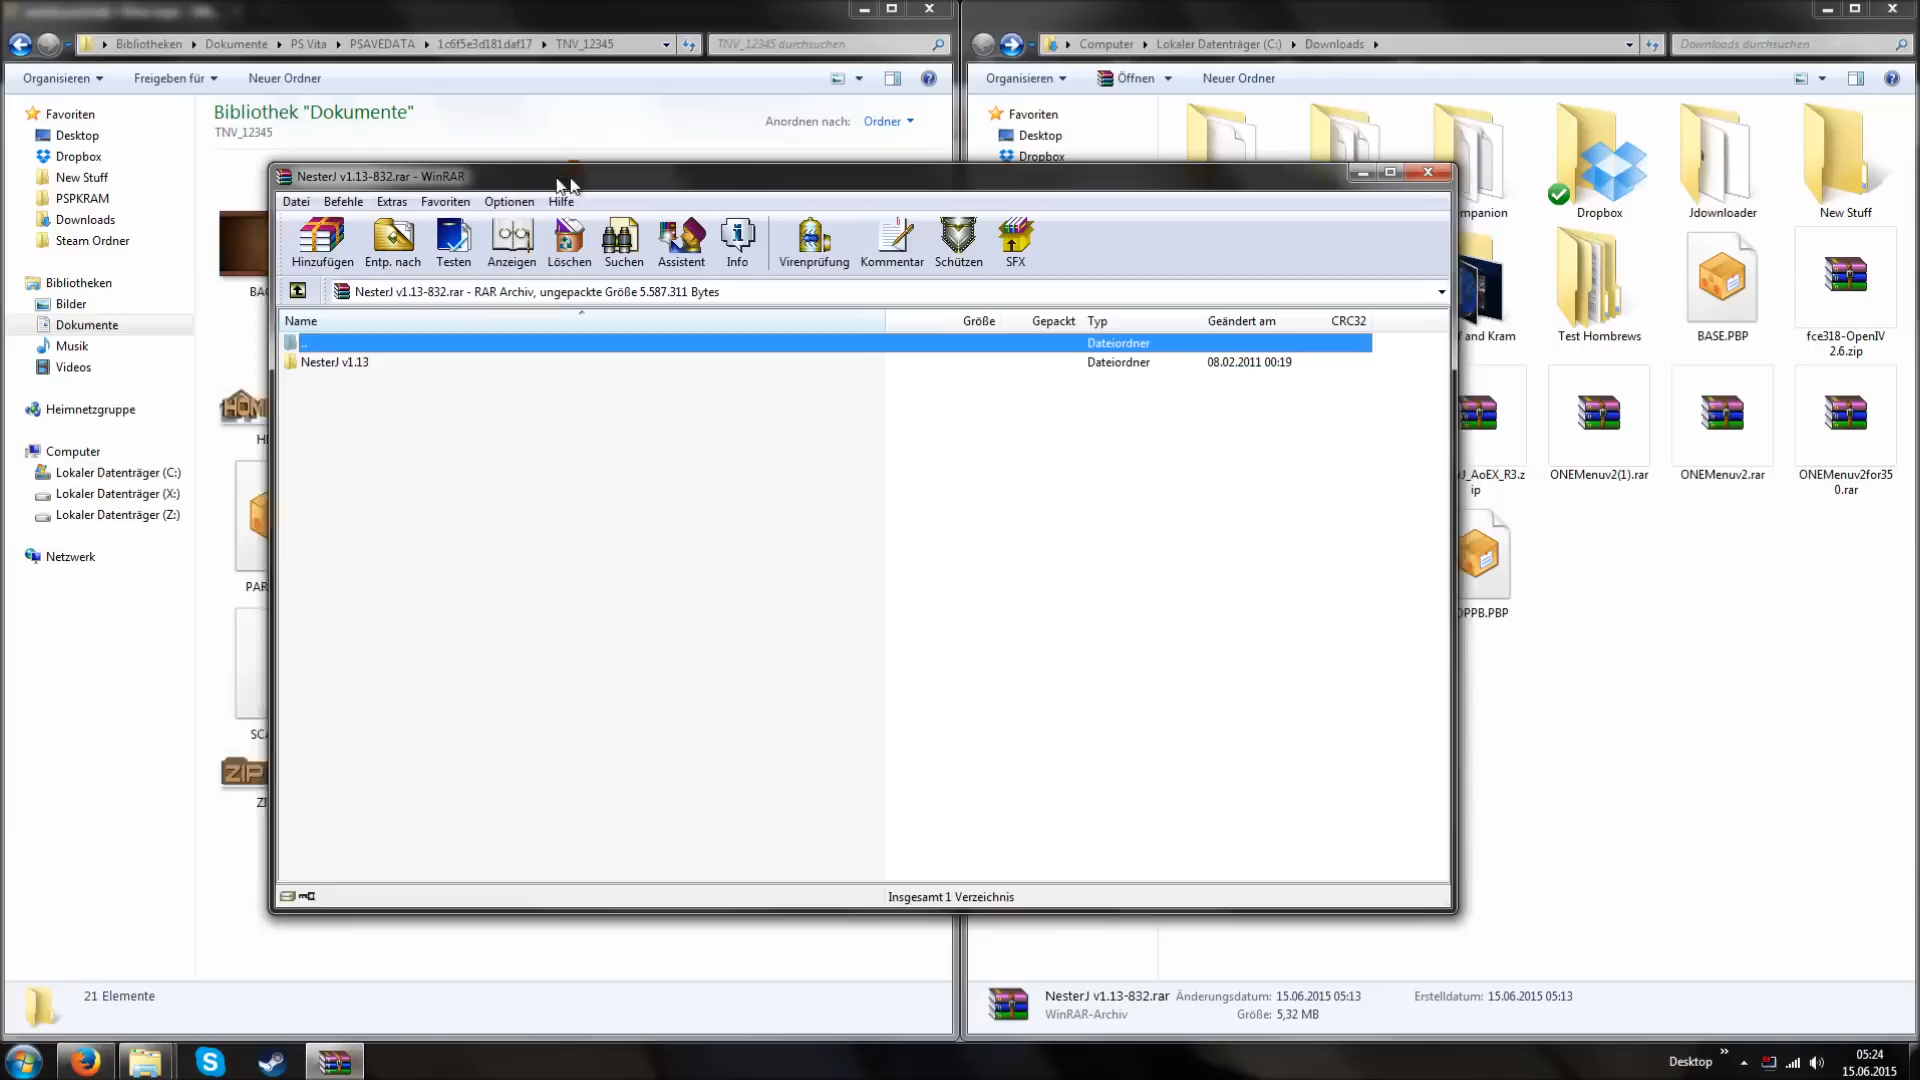 Bibliotheken Dokumente PS Vita PSAVEDATA 1c6f5e3d181daf17 TNV_12345
TNV_12345 durchsuchen
Organisieren Freigeben für Neuer Ordner
Favoriten
Desktop
Dropbox
New Stuff
PSPKRAM
Downloads
Steam Ordner
Bibliotheken
Bilder
Dokumente
Musik
Videos
Heimnetzgruppe
Computer
Lokaler Datenträger (C:)
Lokaler Datenträger (X:)
Lokaler Datenträger (Z:)
Netzwerk
Bibliothek "Dokumente"
TNV_12345
Anordnen nach: Ordner
BA
HOM
H
PAR
SC
ZIP
ZI
21 Elemente
NesterJ v1.13-832.rar - WinRAR
Datei Befehle Extras Favoriten Optionen Hilfe
Hinzufügen Entp. nach Testen Anzeigen Löschen Suchen Assistent Info Virenprüfung Kommentar Schützen SFX
NesterJ v1.13-832.rar - RAR Archiv, ungepackte Größe 5.587.311 Bytes
Name Größe Gepackt Typ Geändert am CRC32
.. Dateiordner
NesterJ v1.13 Dateiordner 08.02.2011 00:19
Insgesamt 1 Verzeichnis
Computer Lokaler Datenträger (C:) Downloads
Downloads durchsuchen
Organisieren Öffnen Neuer Ordner
Favoriten
Desktop
Dropbox
mpanion
Dropbox
Jdownloader
New Stuff
f and Kram
Test Hombrews
BASE.PBP
fce318-OpenIV
2.6.zip
J_AoEX_R3.z
ip
ONEMenuv2(1).rar
ONEMenuv2.rar
ONEMenuv2for35
0.rar
OPPB.PBP
NesterJ v1.13-832.rar Änderungsdatum: 15.06.2015 05:13 Erstelldatum: 15.06.2015 05:13
WinRAR-Archiv Größe: 5,32 MB
Desktop
05:24
15.06.2015